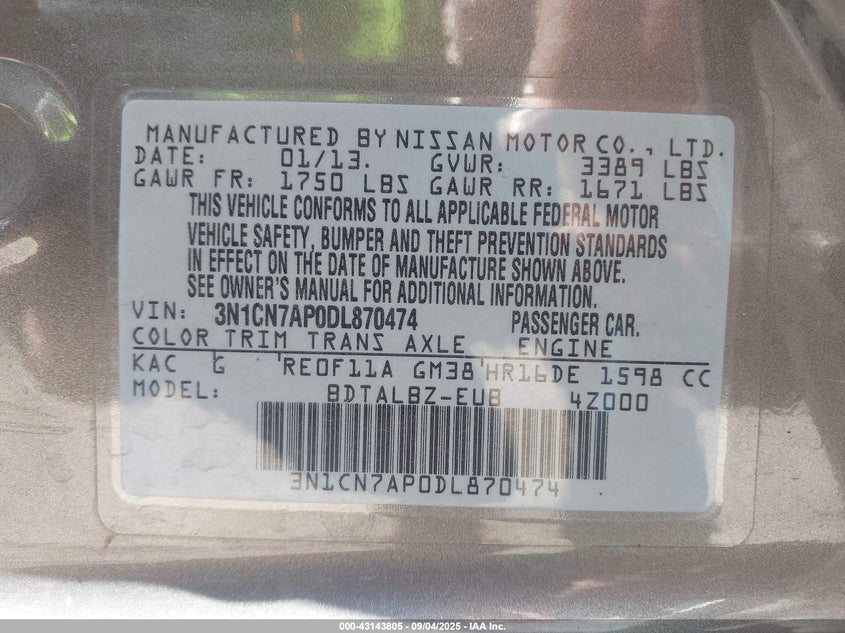 MANUFACTURED BY NISSAN MOTOR CO., LTD.
DATE: 01/13. GVWR: 3389 LBS
GAWR FR: 1750 LBS GAWR RR: 1671 LBS
THIS VEHICLE CONFORMS TO ALL APPLICABLE FEDERAL MOTOR
VEHICLE SAFETY, BUMPER AND THEFT PREVENTION STANDARDS
IN EFFECT ON THE DATE OF MANUFACTURE SHOWN ABOVE.
SEE OWNER'S MANUAL FOR ADDITIONAL INFORMATION.
VIN: 3N1CN7AP0DL870474 PASSENGER CAR.
COLOR TRIM TRANS AXLE ENGINE
KAC G RE0F11A GM38 HR16DE 1598 CC
MODEL: BDTALBZ-EUB 4Z000
3N1CN7AP0DL870474
000-43143805 - 09/04/2025 - IAA Inc.